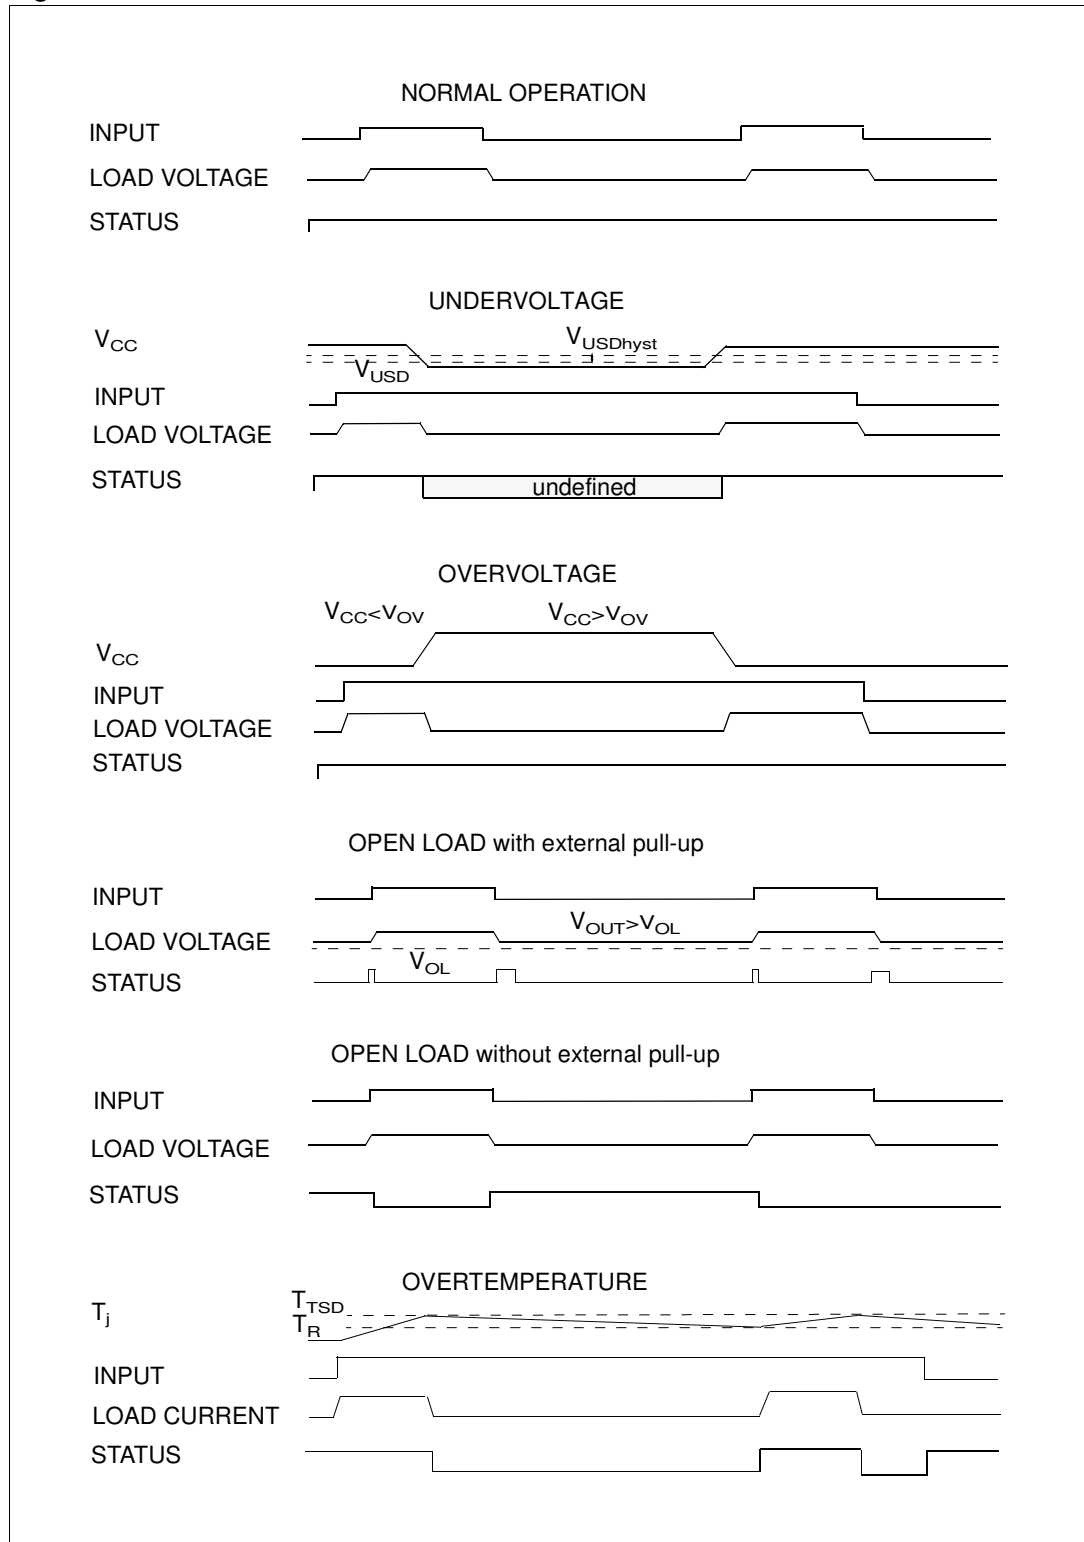 NORMAL OPERATION
INPUT
LOAD VOLTAGE
STATUS
UNDERVOLTAGE
VCC
VUSDhyst
VUSD
INPUT
LOAD VOLTAGE
STATUS
undefined
OVERVOLTAGE
VCC<VOV
VCC>VOV
VCC
INPUT
LOAD VOLTAGE
STATUS
OPEN LOAD with external pull-up
INPUT
VOUT>VOL
LOAD VOLTAGE
VOL
STATUS
OPEN LOAD without external pull-up
INPUT
LOAD VOLTAGE
STATUS
OVERTEMPERATURE
Tj
TTSD
TR
INPUT
LOAD CURRENT
STATUS